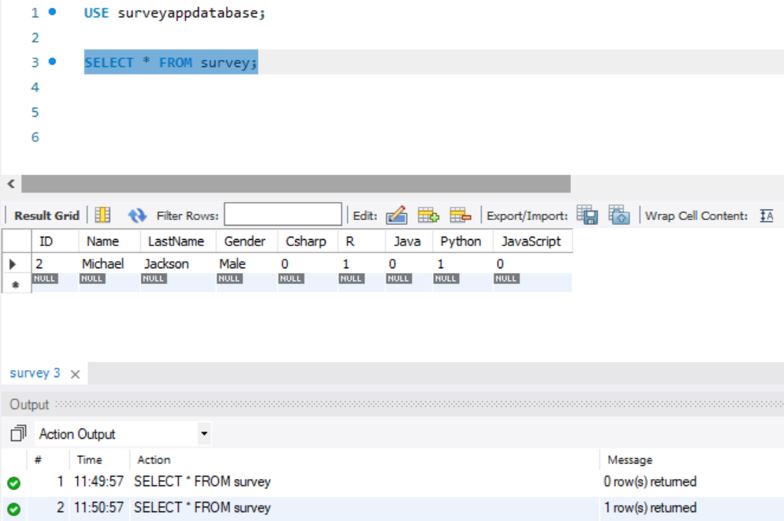 1 USE surveyappdatabase;
2
3 SELECT * FROM survey;
4
5
6
Result Grid Filter Rows: Edit: Export/Import: Wrap Cell Content: IA
ID Name LastName Gender Csharp R Java Python JavaScript
2 Michael Jackson Male 0 1 0 1 0
NULL NULL NULL NULL NULL NULL NULL NULL NULL
survey 3
Output
Action Output
# Time Action Message
1 11:49:57 SELECT * FROM survey 0 row(s) returned
2 11:50:57 SELECT * FROM survey 1 row(s) returned